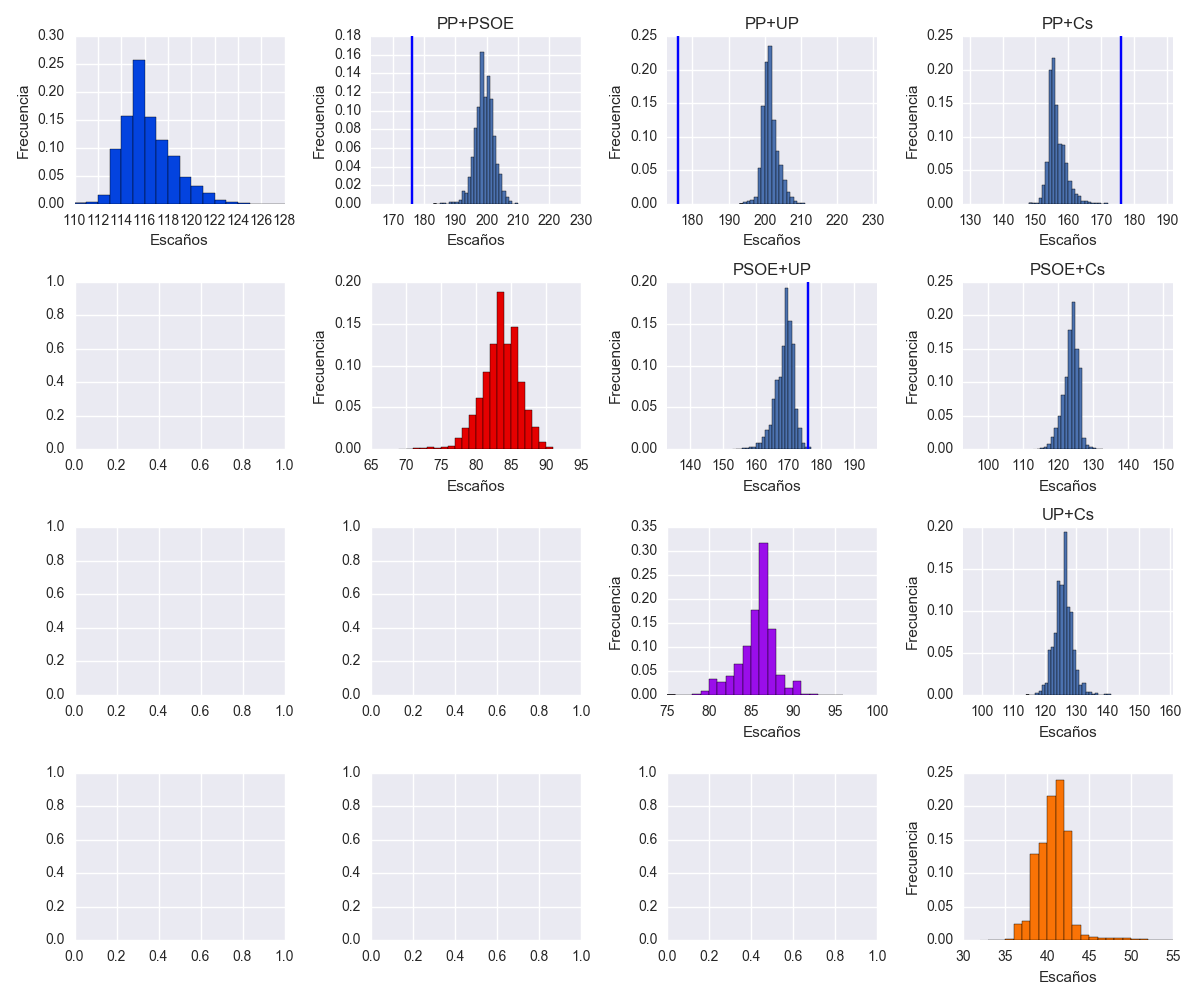 PP+PSOE PP+UP PP+Cs
0.30 0.25 0.20 0.15 0.10 0.05 0.00
Frecuencia
110 112 114 116 118 120 122 124 126 128
Escaños
0.18 0.16 0.14 0.12 0.10 0.08 0.06 0.04 0.02 0.00
Frecuencia
170 180 190 200 210 220 230
Escaños
0.25 0.20 0.15 0.10 0.05 0.00
Frecuencia
180 190 200 210 220 230
Escaños
0.25 0.20 0.15 0.10 0.05 0.00
Frecuencia
130 140 150 160 170 180 190
Escaños
PSOE+UP PSOE+Cs
1.0 0.8 0.6 0.4 0.2 0.0
0.0 0.2 0.4 0.6 0.8 1.0
0.20 0.15 0.10 0.05 0.00
Frecuencia
65 70 75 80 85 90 95
Escaños
0.20 0.15 0.10 0.05 0.00
Frecuencia
140 150 160 170 180 190
Escaños
0.25 0.20 0.15 0.10 0.05 0.00
Frecuencia
100 110 120 130 140 150
Escaños
UP+Cs
1.0 0.8 0.6 0.4 0.2 0.0
0.0 0.2 0.4 0.6 0.8 1.0
1.0 0.8 0.6 0.4 0.2 0.0
0.0 0.2 0.4 0.6 0.8 1.0
0.35 0.30 0.25 0.20 0.15 0.10 0.05 0.00
Frecuencia
75 80 85 90 95 100
Escaños
0.20 0.15 0.10 0.05 0.00
Frecuencia
100 110 120 130 140 150 160
Escaños
1.0 0.8 0.6 0.4 0.2 0.0
0.0 0.2 0.4 0.6 0.8 1.0
1.0 0.8 0.6 0.4 0.2 0.0
0.0 0.2 0.4 0.6 0.8 1.0
1.0 0.8 0.6 0.4 0.2 0.0
0.0 0.2 0.4 0.6 0.8 1.0
0.25 0.20 0.15 0.10 0.05 0.00
Frecuencia
30 35 40 45 50 55
Escaños